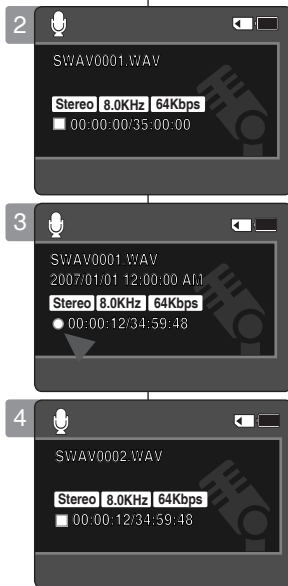 2
SWAV0001.WAV
Stereo 8.0KHz 64Kbps
00:00:00/35:00:00
3
SWAV0001.WAV
2007/01/01 12:00:00 AM
Stereo 8.0KHz 64Kbps
00:00:12/34:59:48
4
SWAV0002.WAV
Stereo 8.0KHz 64Kbps
00:00:12/34:59:48